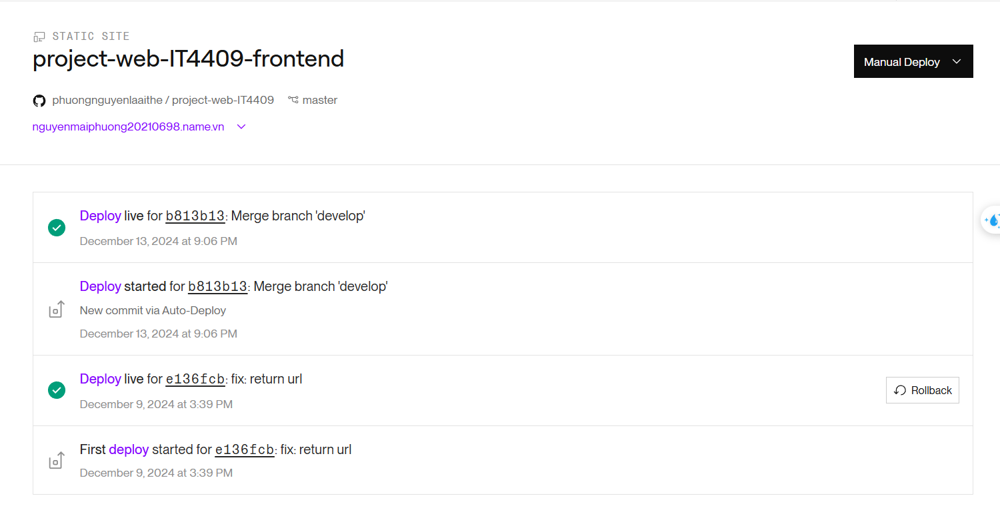 STATIC SITE
project-web-IT4409-frontend
Manual Deploy
phuongnguyenlaaithe / project-web-IT4409 master
nguyenmaiphuong20210698.name.vn
Deploy live for b813b13: Merge branch 'develop'
December 13, 2024 at 9:06 PM
Deploy started for b813b13: Merge branch 'develop'
New commit via Auto-Deploy
December 13, 2024 at 9:06 PM
Deploy live for e136fcb: fix: return url
December 9, 2024 at 3:39 PM
Rollback
First deploy started for e136fcb: fix: return url
December 9, 2024 at 3:39 PM